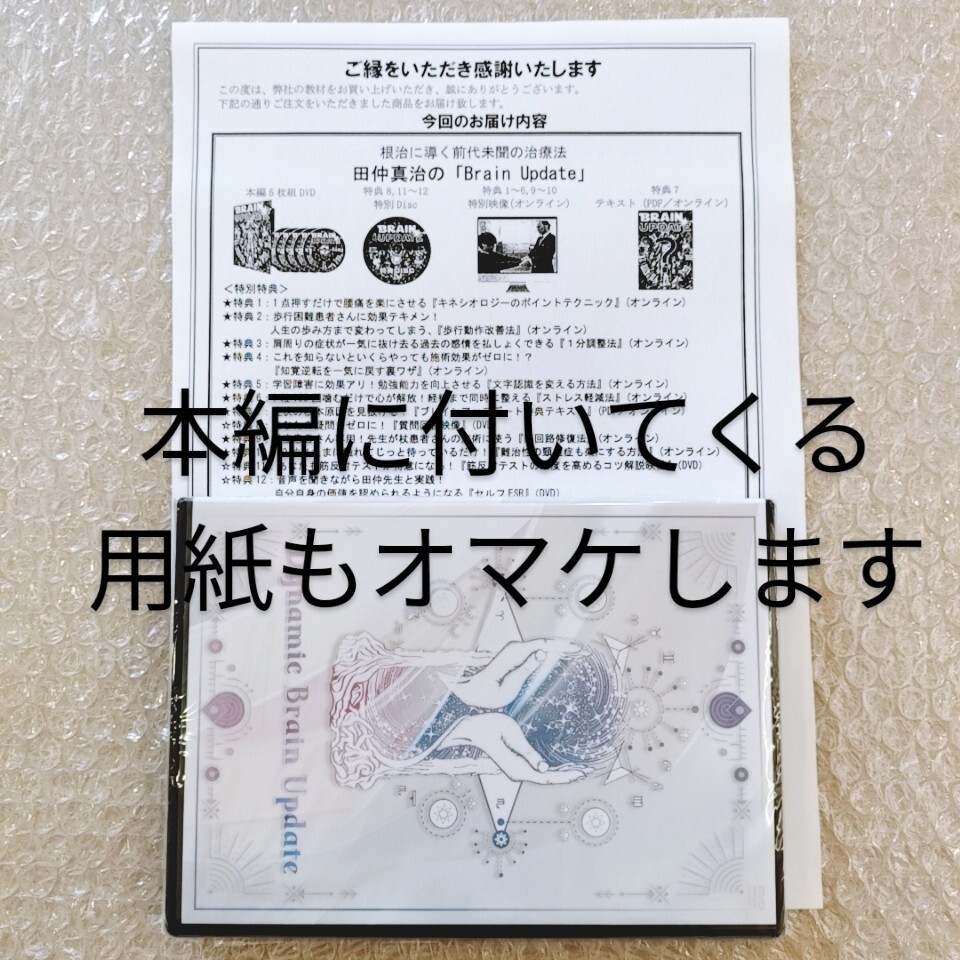 ご縁をいただき感謝いたします
この度は、弊社の教材をお買い上げいただき、誠にありがとうございます。
下記の通りご注文をいただきました商品をお届け致します。
今回のお届け内容
根治に導く前代未聞の治療法
田仲真治の「Brain Update」
本編5枚組DVD
特典8,11〜12
特別Disc
特典1〜6,9〜10
特別映像(オンライン)
特典7
テキスト(PDF/オンライン)
BRAIN UPDATE
BRAIN UPDATE
BRAIN UPDATE
<特別特典>
★特典1:1点押すだけで腰痛を楽にさせる『キネシオロジーのポイントテクニック』(オンライン)
★特典2:歩行困難患者さんに効果テキメン!
人生の歩み方まで変わってしまう、『歩行動作改善法』(オンライン)
★特典3:肩周りの症状が一気に抜け去る過去の感情を払しょくできる『1分調整法』(オンライン)
★特典4:これを知らないといくらやっても施術効果がゼロに!?
『知覚逆転を一気に戻す裏ワザ』(オンライン)
★特典5:学習障害に効果アリ!勉強能力を向上させる『文字認識を変える方法』(オンライン)
本編に付いてくる
☆特典12:音声を聞きながら田仲先生と実践!
自分自身の価値を認められるようになる『セルフESR』(DVD)
用紙もオマケします
Dynamic Brain Update